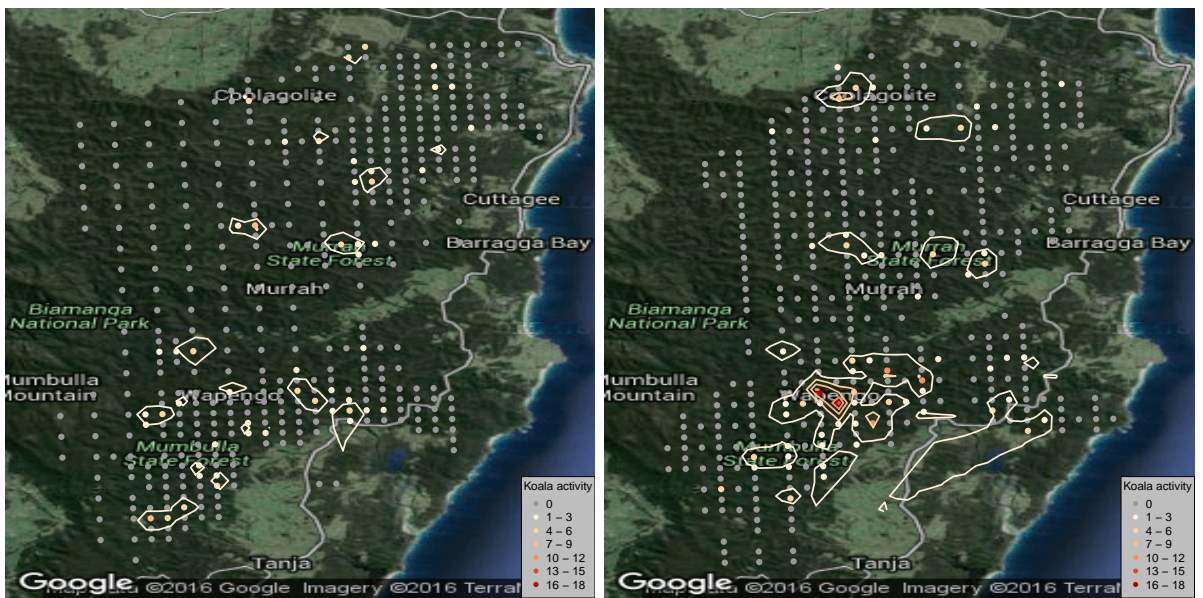 Coolagolite
Cuttagee
Murrah
State Forest
Barragga Bay
Murrah
Biamanga
National Park
Mumbulla
Mountain
Wapengo
Mumbulla
State Forest
Tanja
Koala activity
0
1 – 3
4 – 6
7 – 9
10 – 12
13 – 15
16 – 18
Google
©2016 Google Imagery ©2016 TerraM
Coolagolite
Cuttagee
Murrah
State Forest
Barragga Bay
Murrah
Biamanga
National Park
Mumbulla
Mountain
Wapengo
Mumbulla
State Forest
Tanja
Koala activity
0
1 – 3
4 – 6
7 – 9
10 – 12
13 – 15
16 – 18
Google
©2016 Google Imagery ©2016 TerraM